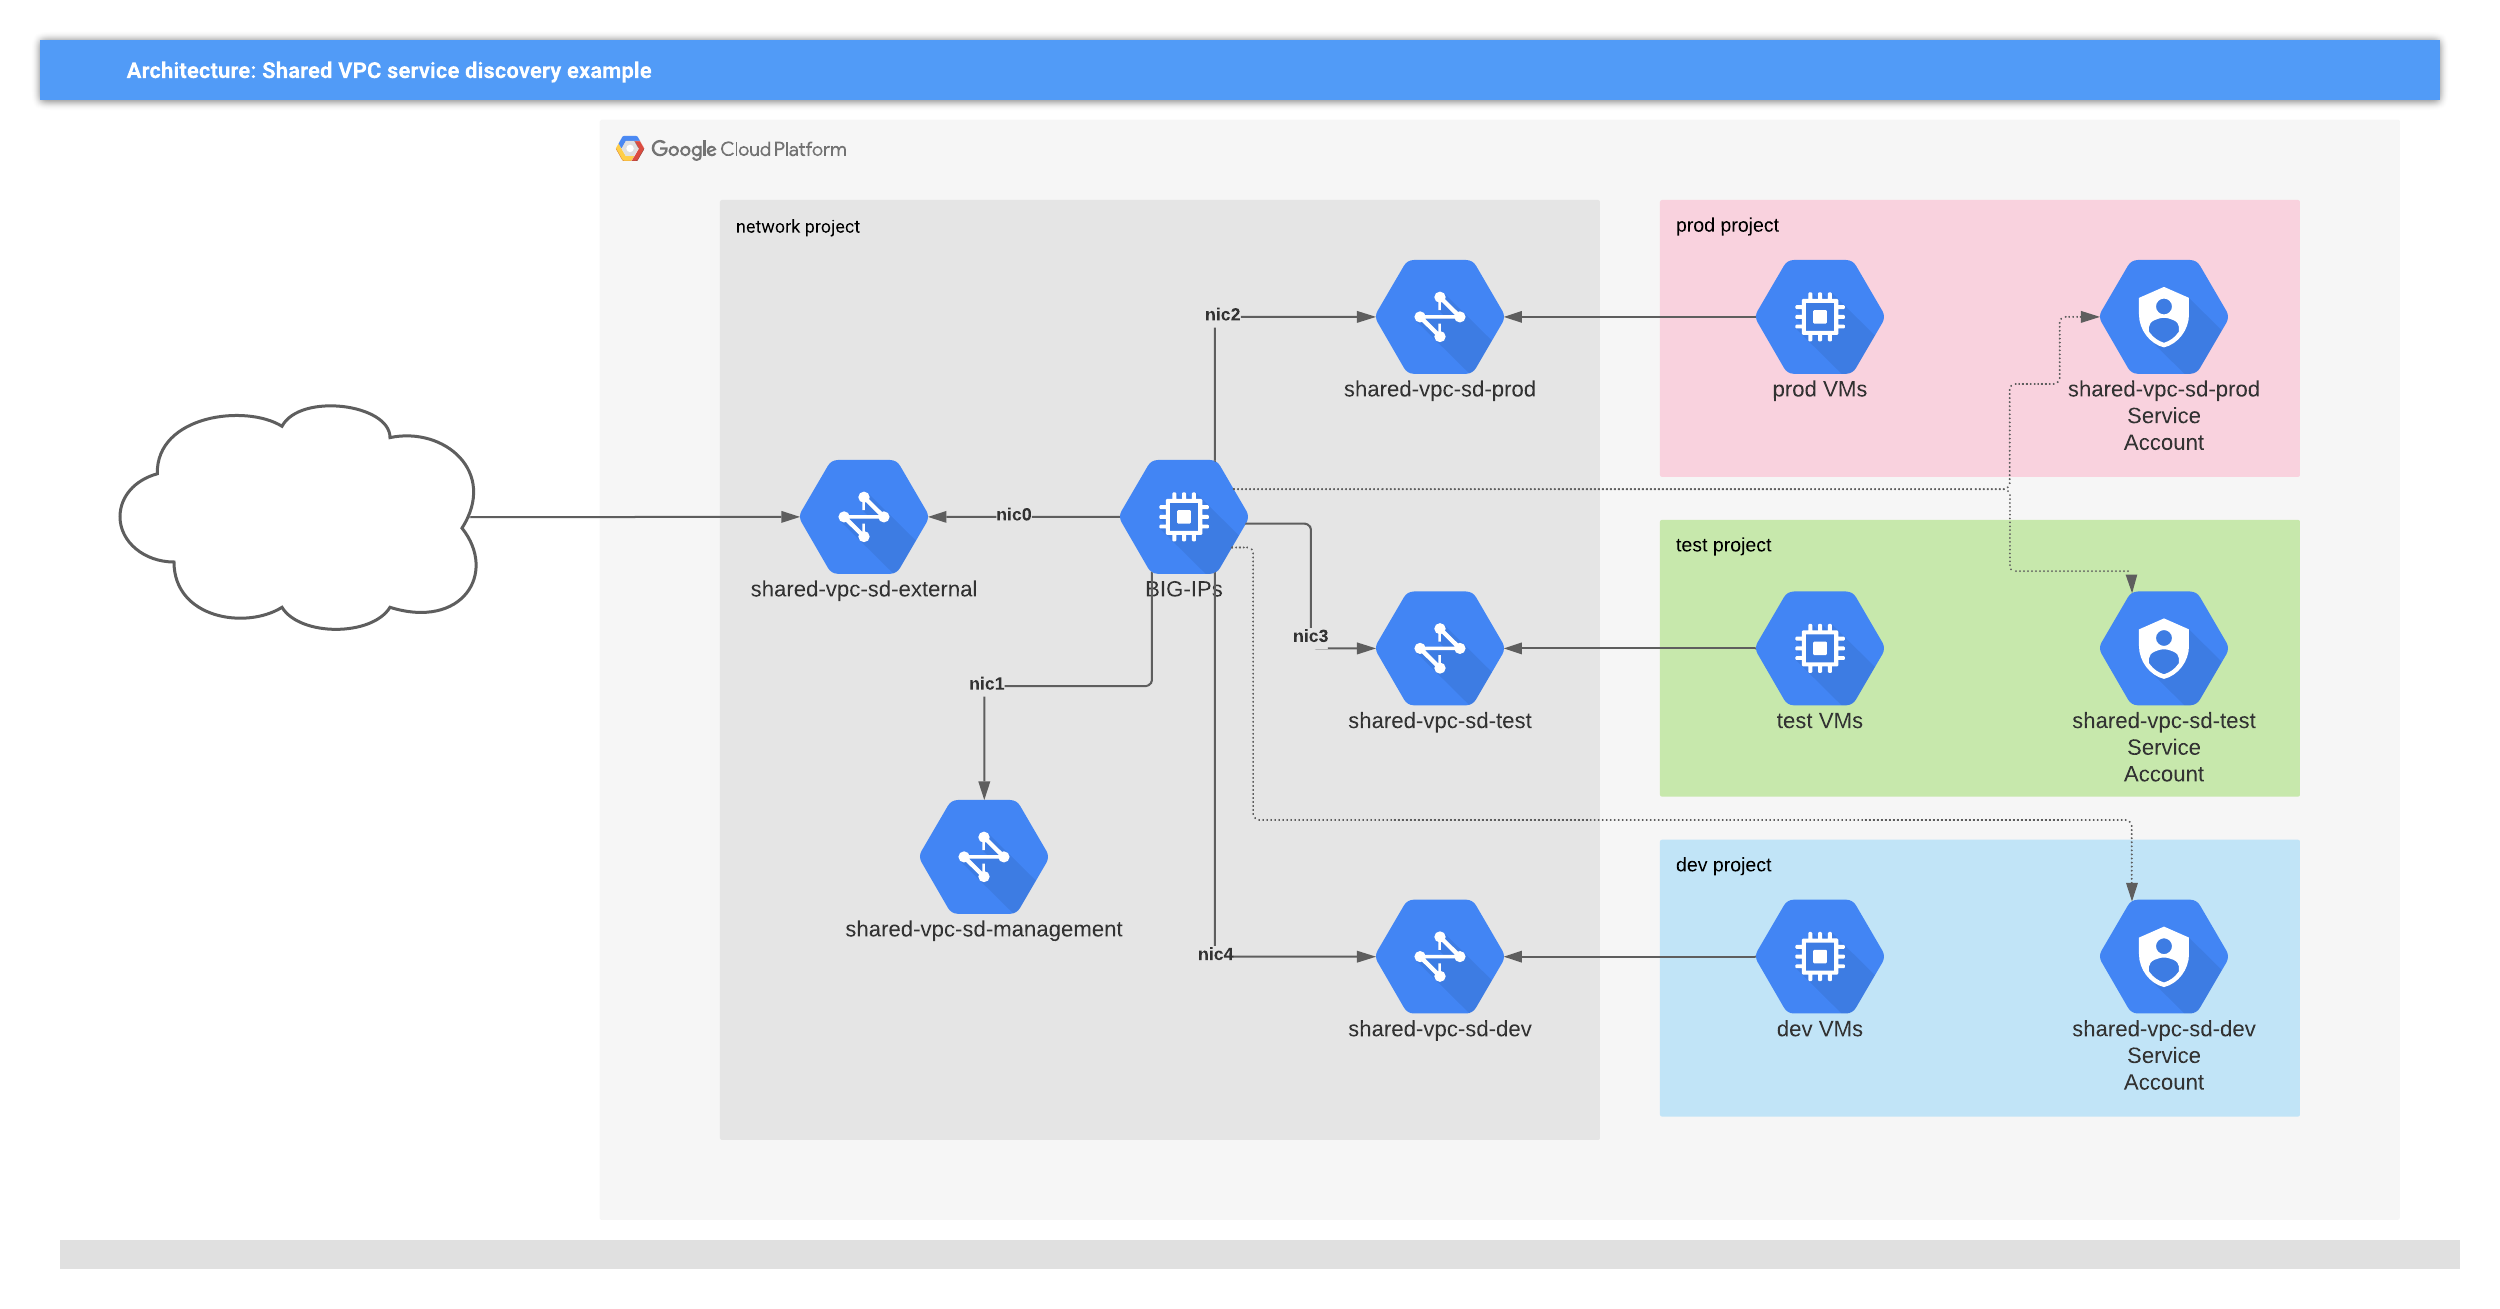 Architecture: Shared VPC service discovery example
Google Cloud Platform
network project
nic2
shared-vpc-sd-prod
nic0
shared-vpc-sd-external
BIG-IPs
nic3
shared-vpc-sd-test
nic1
shared-vpc-sd-management
nic4
shared-vpc-sd-dev
prod project
prod VMs
shared-vpc-sd-prod
Service
Account
test project
test VMs
shared-vpc-sd-test
Service
Account
dev project
dev VMs
shared-vpc-sd-dev
Service
Account